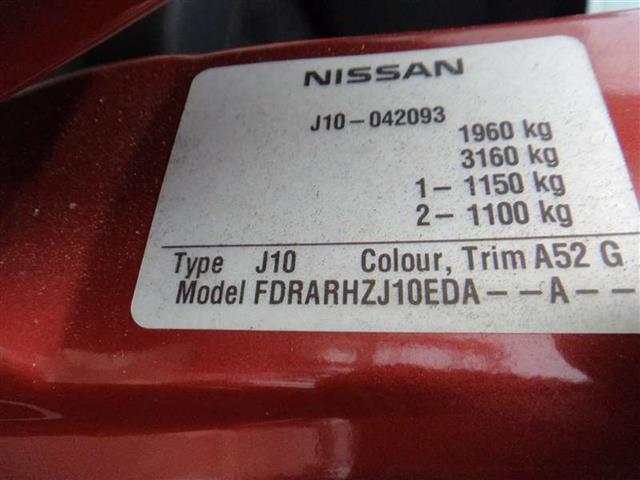 NISSAN
J10-042093
1960 kg
3160 kg
1- 1150 kg
2- 1100 kg
Type J10 Colour, Trim A52 G
Model FDRARHZJ10EDA--A--